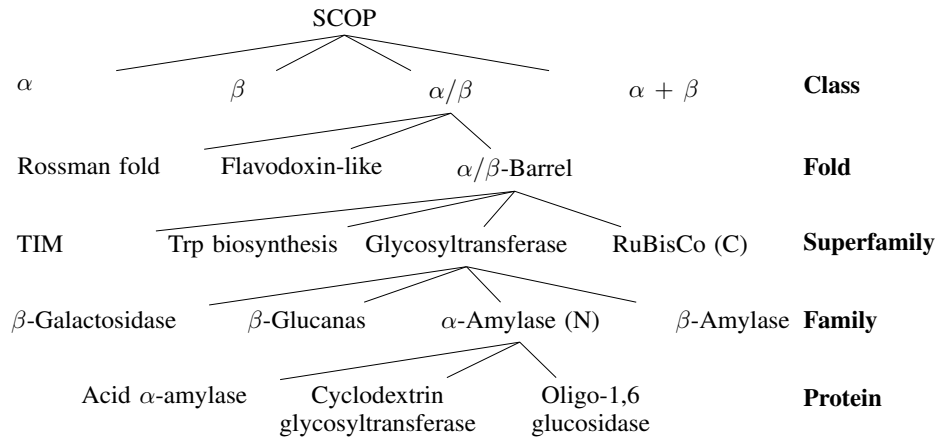 SCOP
α β α/β α + β Class
Rossman fold Flavodoxin-like α/β-Barrel Fold
TIM Trp biosynthesis Glycosyltransferase RuBisCo (C) Superfamily
β-Galactosidase β-Glucanas α-Amylase (N) β-Amylase Family
Acid α-amylase Cyclodextrin Oligo-1,6 Protein
glycosyltransferase glucosidase